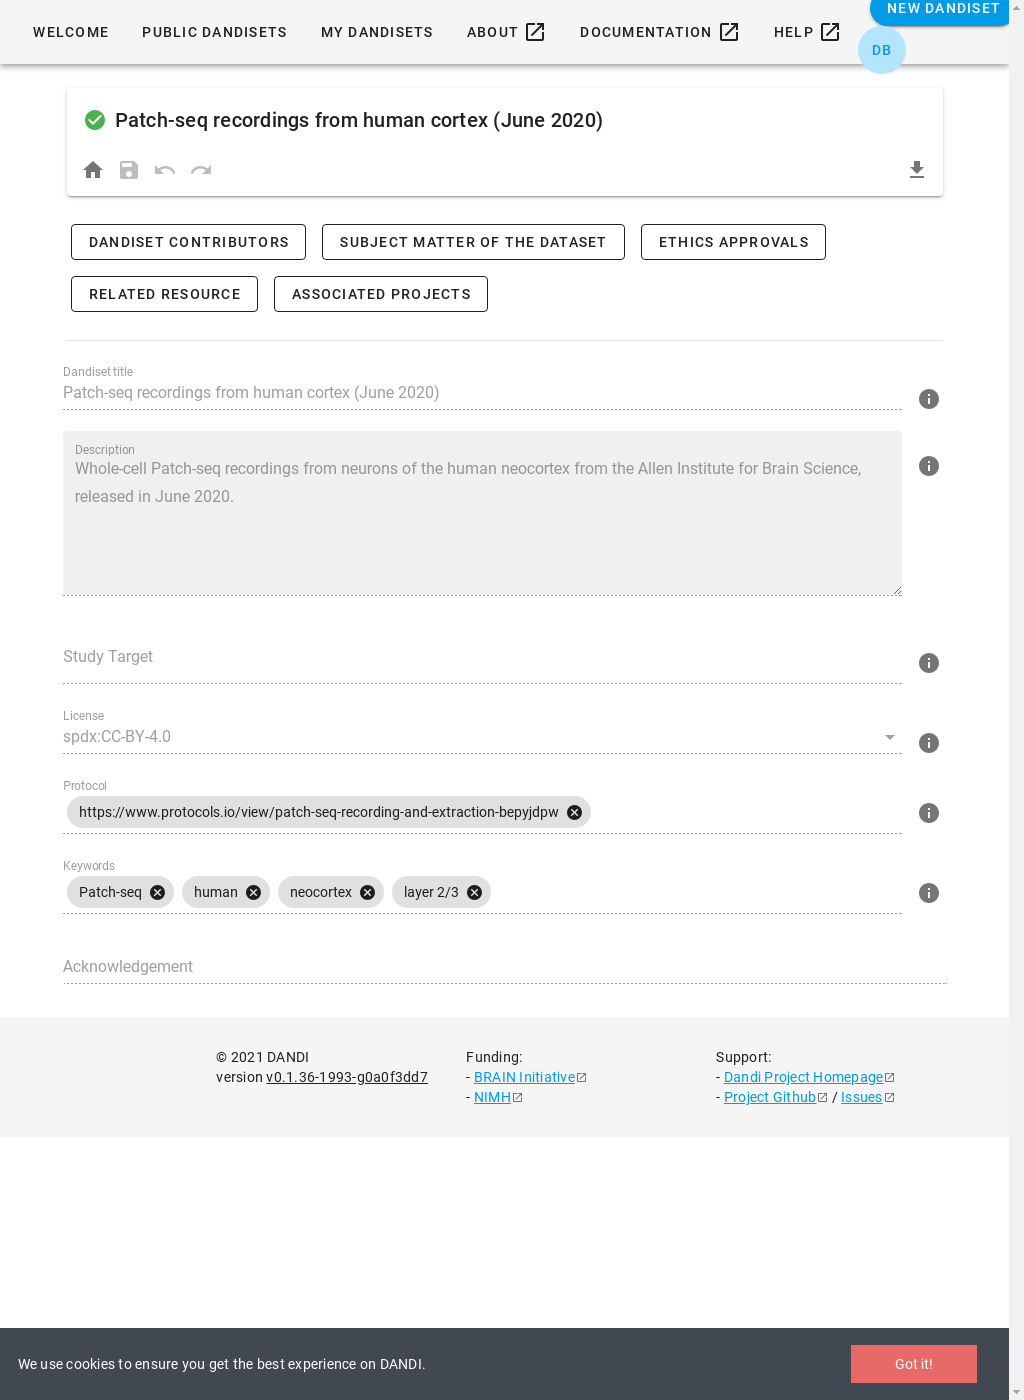 NEW DANDISET
WELCOME
PUBLIC DANDISETS
MY DANDISETS
ABOUT
DOCUMENTATION
HELP
DB
Patch-seq recordings from human cortex (June 2020)
DANDISET CONTRIBUTORS
SUBJECT MATTER OF THE DATASET
ETHICS APPROVALS
RELATED RESOURCE
ASSOCIATED PROJECTS
Dandiset title
Patch-seq recordings from human cortex (June 2020)
Description
Whole-cell Patch-seq recordings from neurons of the human neocortex from the Allen Institute for Brain Science,
released in June 2020.
Study Target
License
spdx:CC-BY-4.0
Protocol
https://www.protocols.io/view/patch-seq-recording-and-extraction-bepyjdpw
Keywords
Patch-seq
human
neocortex
layer 2/3
Acknowledgement
© 2021 DANDI
version v0.1.36-1993-g0a0f3dd7
Funding:
- BRAIN Initiative
- NIMH
Support:
- Dandi Project Homepage
- Project Github / Issues
We use cookies to ensure you get the best experience on DANDI.
Got it!